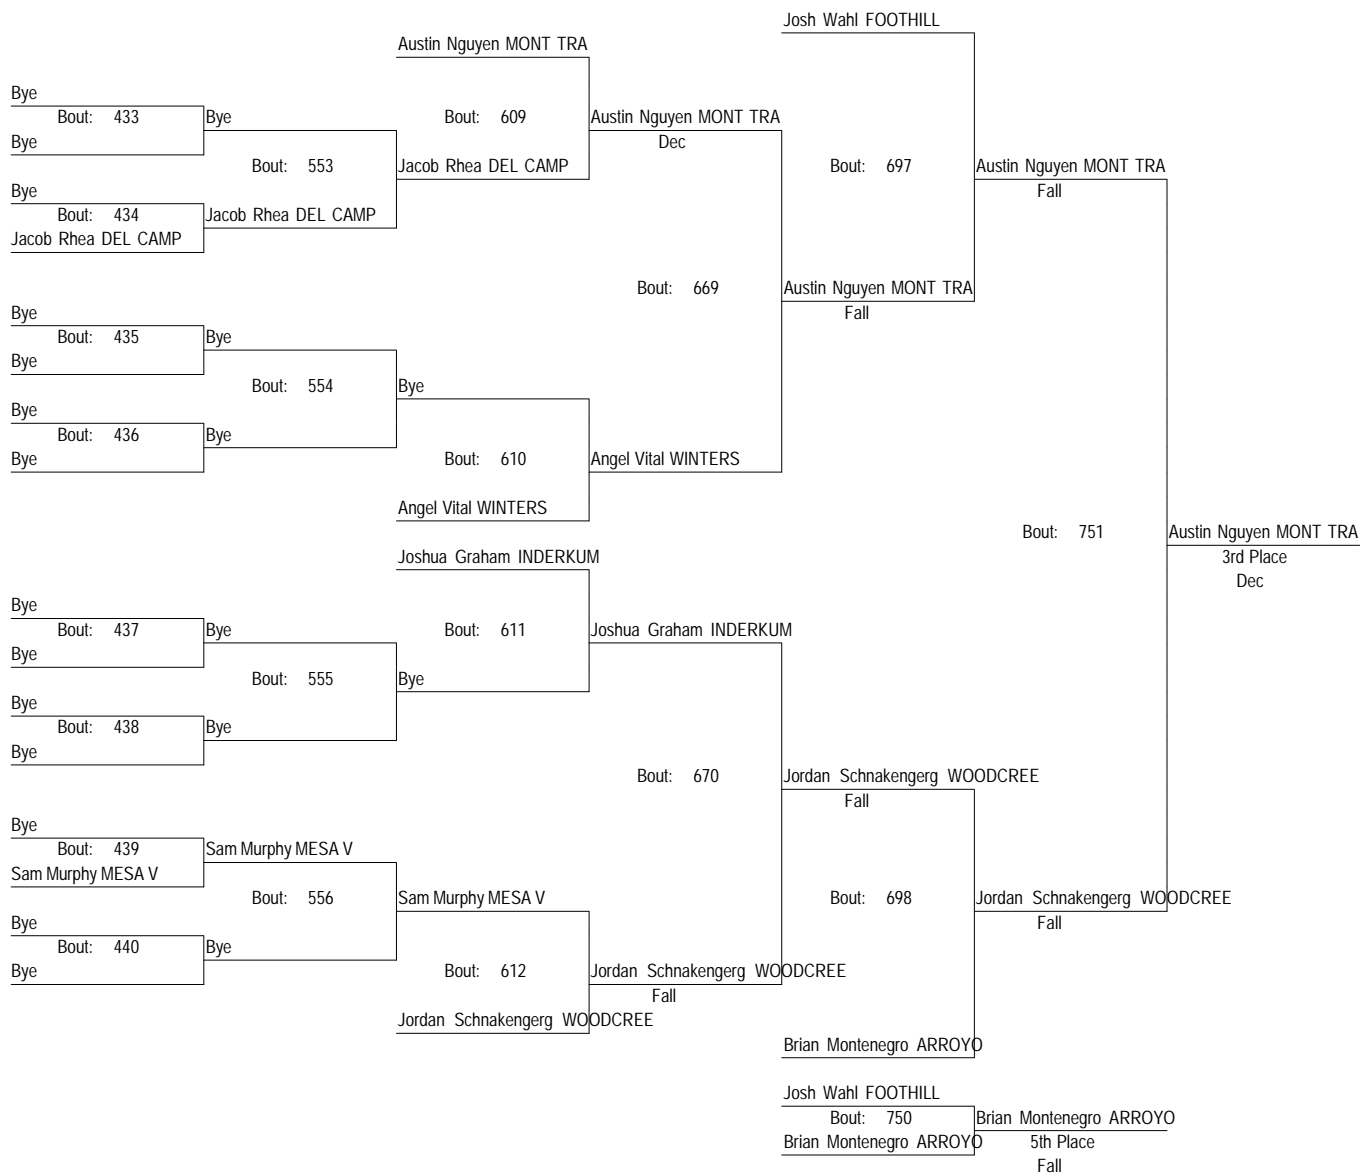 Josh Wahl FOOTHILL
Austin Nguyen MONT TRA
Bye
Bout: 433
Bye
Bye
Bout: 553
Bye
Bout: 434
Jacob Rhea DEL CAMP
Jacob Rhea DEL CAMP
Bout: 609
Jacob Rhea DEL CAMP
Austin Nguyen MONT TRA
Dec
Bout: 697
Austin Nguyen MONT TRA
Fall
Bout: 669
Austin Nguyen MONT TRA
Fall
Bye
Bout: 435
Bye
Bye
Bout: 554
Bye
Bye
Bout: 436
Bye
Bye
Bout: 610
Angel Vital WINTERS
Angel Vital WINTERS
Bout: 751
Austin Nguyen MONT TRA
3rd Place
Dec
Joshua Graham INDERKUM
Bye
Bout: 437
Bye
Bye
Bout: 611
Joshua Graham INDERKUM
Bout: 555
Bye
Bye
Bout: 438
Bye
Bye
Bout: 670
Jordan Schnakengerg WOODCREE
Fall
Bye
Bout: 439
Sam Murphy MESA V
Sam Murphy MESA V
Bout: 556
Sam Murphy MESA V
Bout: 698
Jordan Schnakengerg WOODCREE
Fall
Bye
Bout: 440
Bye
Bye
Bout: 612
Jordan Schnakengerg WOODCREE
Fall
Jordan Schnakengerg WOODCREE
Brian Montenegro ARROYO
Josh Wahl FOOTHILL
Bout: 750
Brian Montenegro ARROYO
Brian Montenegro ARROYO
5th Place
Fall